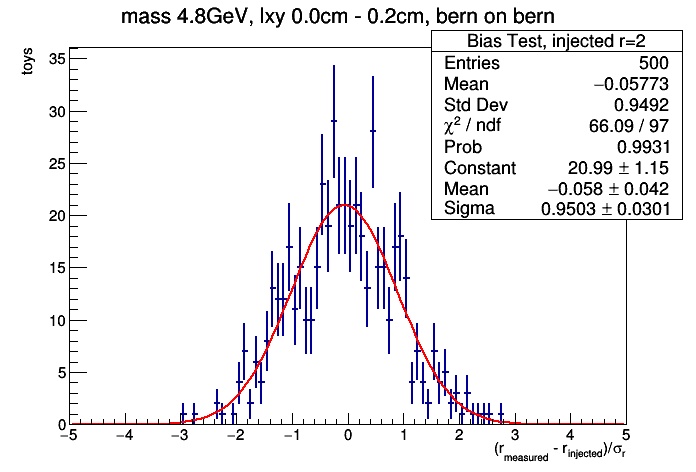 mass 4.8GeV, lxy 0.0cm - 0.2cm, bern on bern
Bias Test, injected r=2
Entries 500
Mean −0.05773
Std Dev 0.9492
χ² / ndf 66.09 / 97
Prob 0.9931
Constant 20.99 ± 1.15
Mean −0.058 ± 0.042
Sigma 0.9503 ± 0.0301
toys
35
30
25
20
15
10
5
0
−5 −4 −3 −2 −1 0 1 2 3 4 5
(r_measured - r_injected)/σ_r